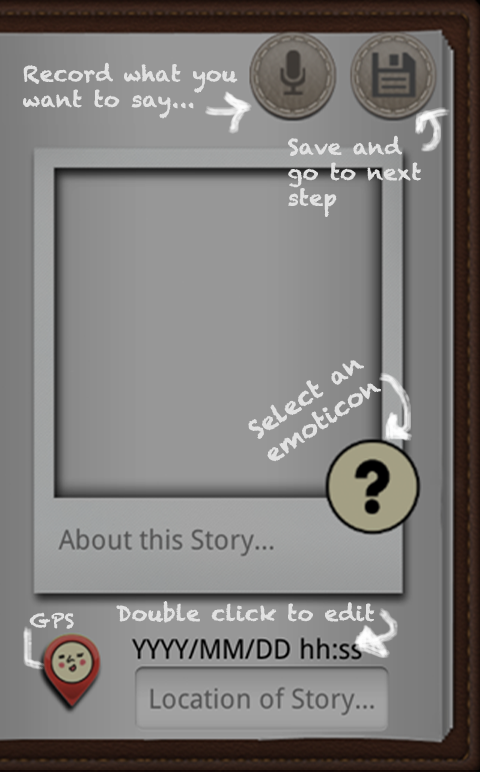 Record what you
want to say...
Save and
go to next
step
Select an
emoticon
?
About this Story...
GPS
Double click to edit
YYYY/MM/DD hh:ss
Location of Story...